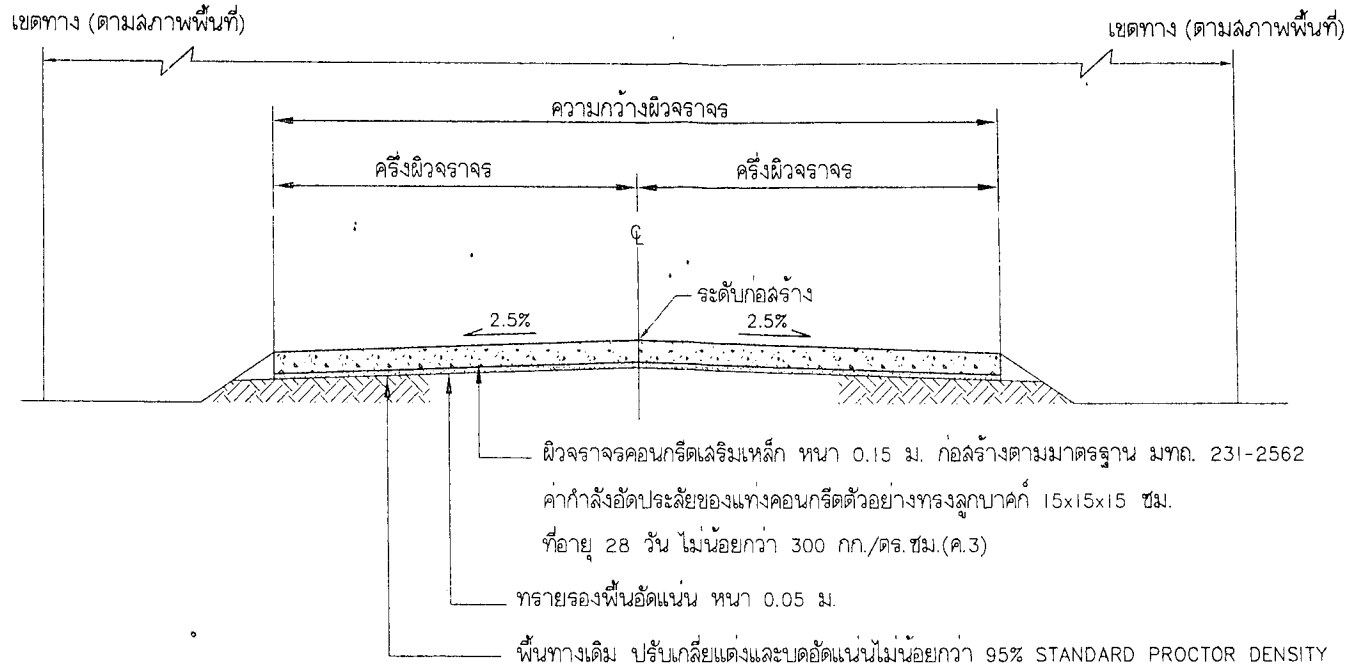 เขตทาง (ตามสภาพพื้นที่)
เขตทาง (ตามสภาพพื้นที่)
ความกว้างผิวจราจร
ครึ่งผิวจราจร
ครึ่งผิวจราจร
℄
ระดับก่อสร้าง
2.5%
2.5%
ผิวจราจรคอนกรีตเสริมเหล็ก หนา 0.15 ม. ก่อสร้างตามมาตรฐาน มทถ. 231-2562
ค่ากำลังอัดประลัยของแท่งคอนกรีตตัวอย่างทรงลูกบาศก์ 15x15x15 ซม.
ที่อายุ 28 วัน ไม่น้อยกว่า 300 กก./ตร.ซม.(ค.3)
ทรายรองพื้นอัดแน่น หนา 0.05 ม.
พื้นทางเดิม ปรับเกลี่ยแต่งและบดอัดแน่นไม่น้อยกว่า 95% STANDARD PROCTOR DENSITY